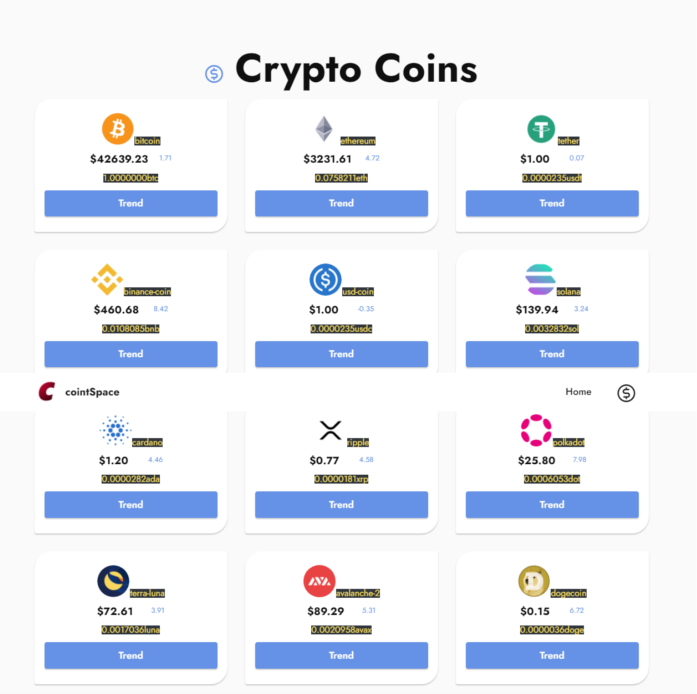 Crypto Coins
bitcoin
$42639.23 1.71
1.0000000btc
Trend
ethereum
$3231.61 4.72
0.0758211eth
Trend
tether
$1.00 0.07
0.0000235usdt
Trend
binance-coin
$460.68 8.42
0.0108085bnb
Trend
usd-coin
$1.00 -0.35
0.0000235usdc
Trend
solana
$139.94 3.24
0.0032832sol
Trend
cointSpace
Home
cardano
$1.20 4.46
0.0000282ada
Trend
ripple
$0.77 4.58
0.0000181xrp
Trend
polkadot
$25.80 7.98
0.0006053dot
Trend
terra-luna
$72.61 3.91
0.0017036luna
Trend
avalanche-2
$89.29 5.31
0.0020958avax
Trend
dogecoin
$0.15 6.72
0.0000036doge
Trend